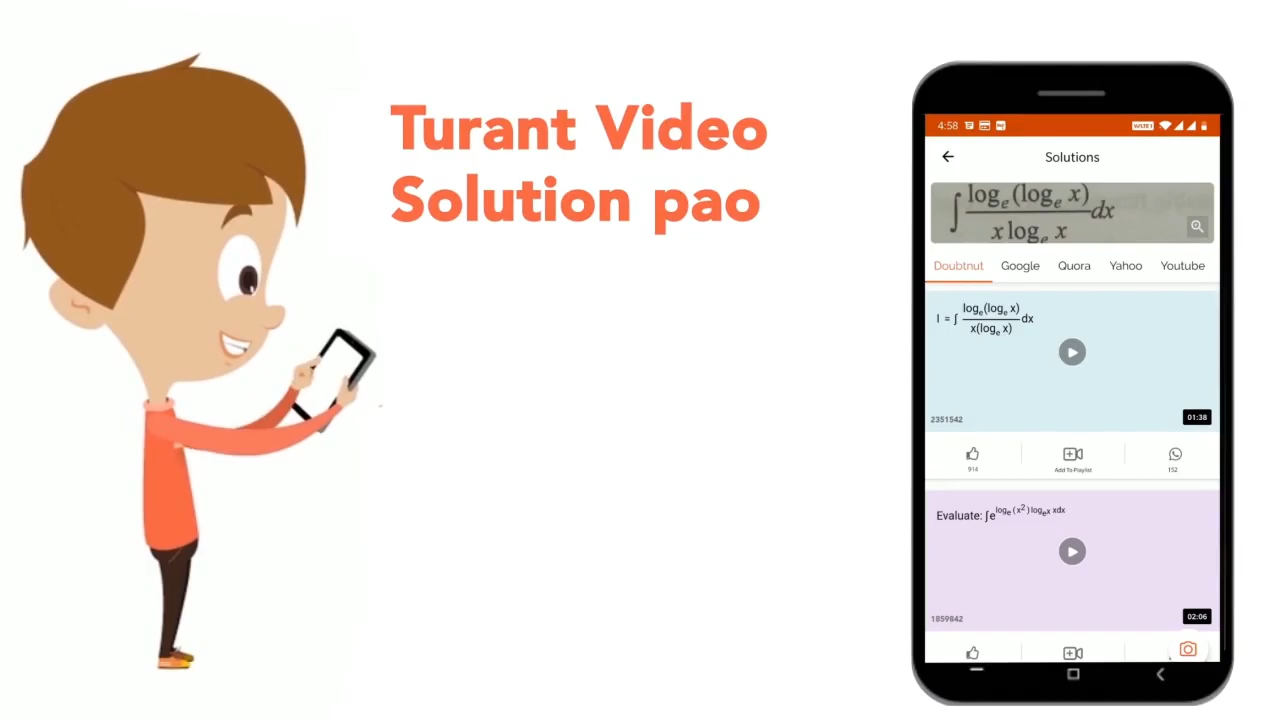 Turant Video
Solution pao
4:58
VoLTE1
Solutions
∫ logₑ(logₑ x) / x logₑ x dx
Doubtnut Google Quora Yahoo Youtube
I = ∫ logₑ(logₑ x) / x(logₑ x) dx
2351542 01:38
914 Add To Playlist 152
Evaluate: ∫e^logₑ(x²)logₑx xdx
1859842 02:06